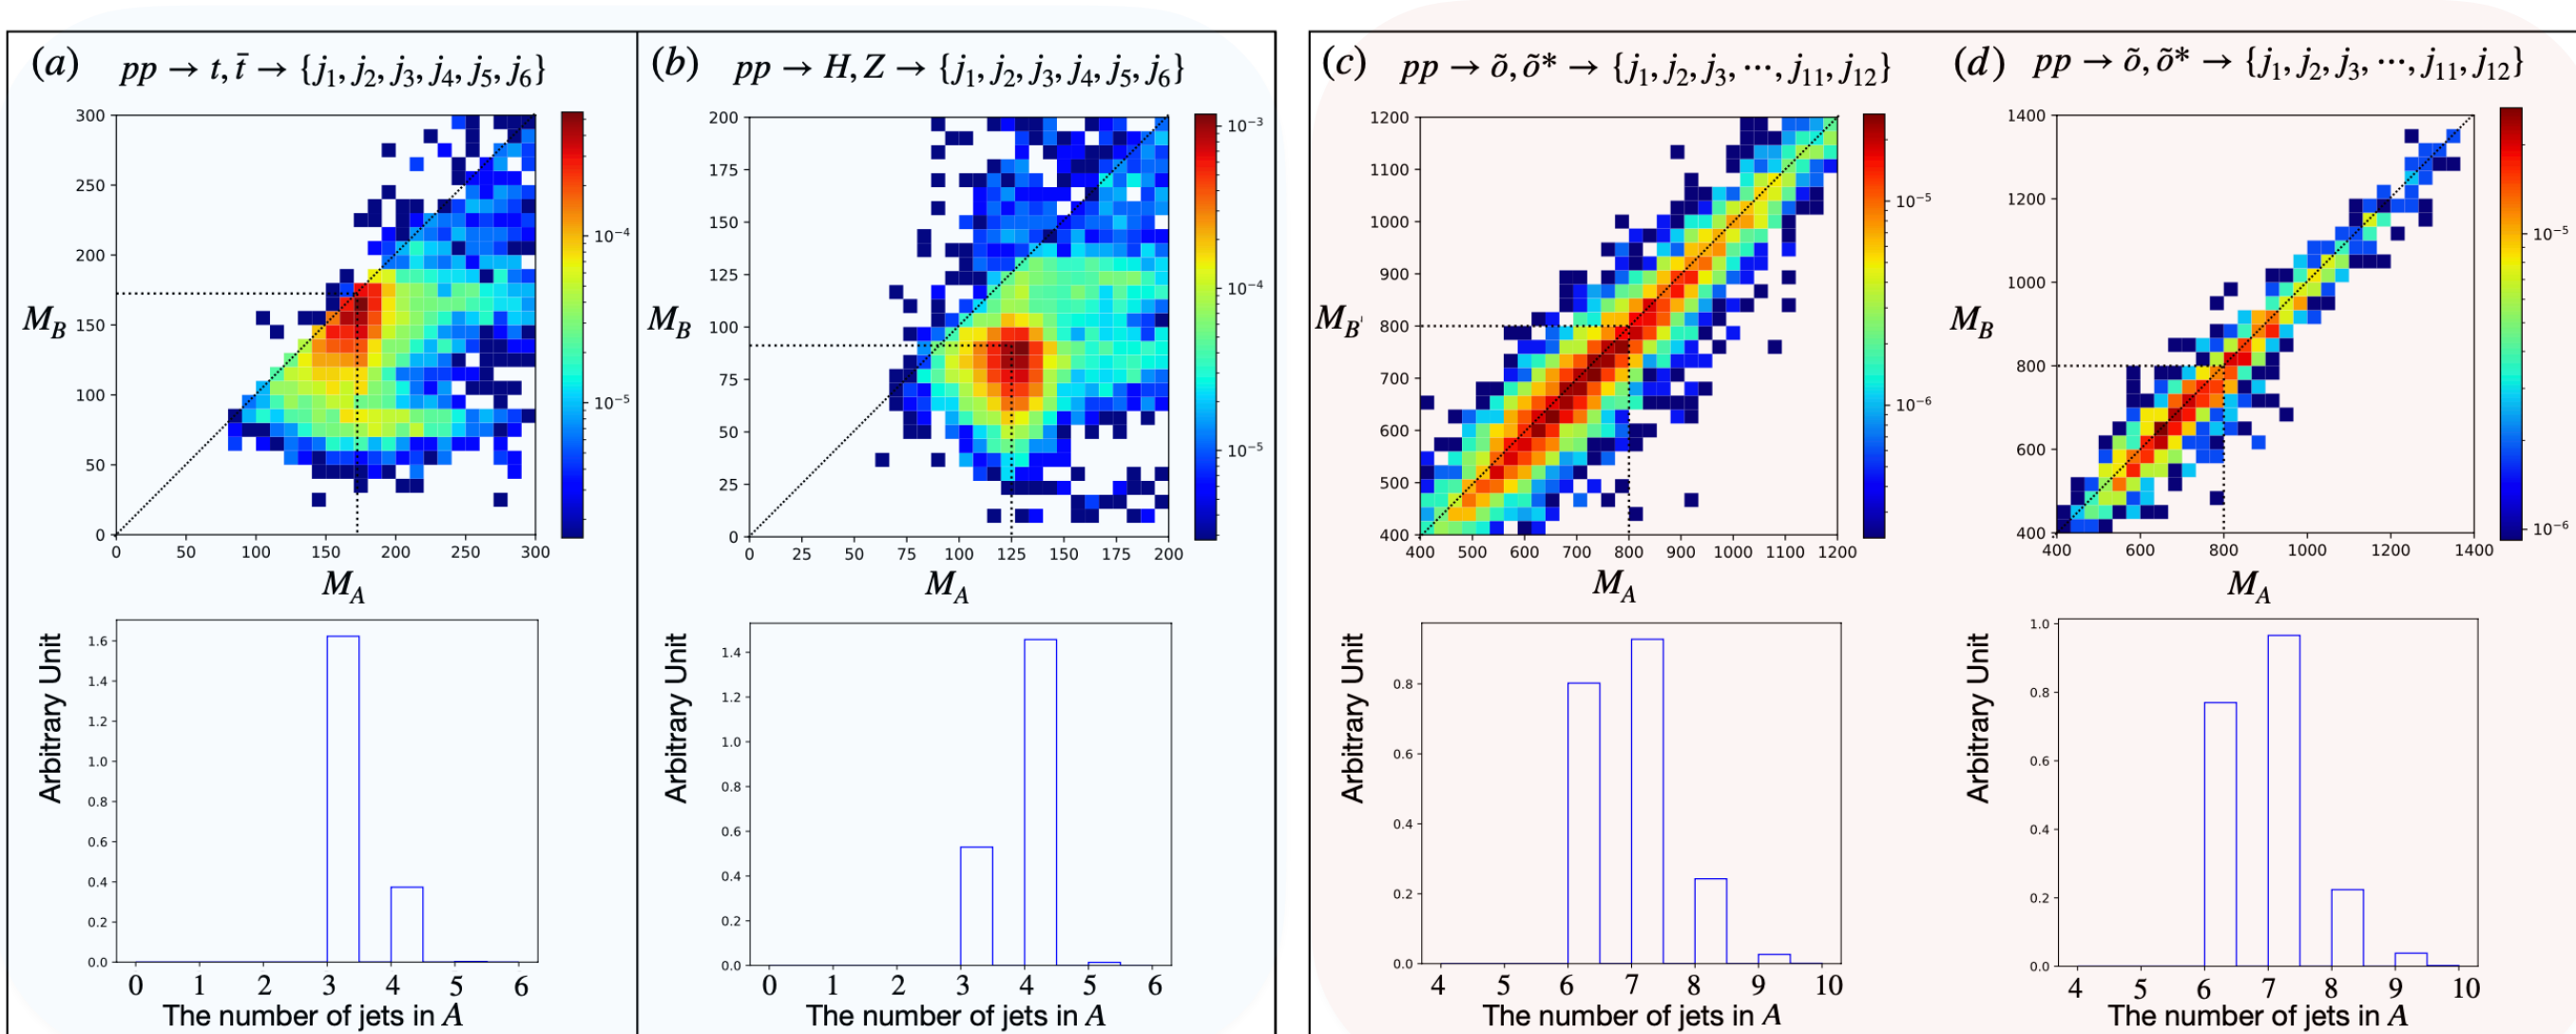 (a) pp → t, t̄ → {j₁, j₂, j₃, j₄, j₅, j₆}
300
250
200
150
100
50
0
M_B
0 50 100 150 200 250 300
M_A
10⁻⁴
10⁻⁵
Arbitrary Unit
1.6
1.4
1.2
1.0
0.8
0.6
0.4
0.2
0.0
0 1 2 3 4 5 6
The number of jets in A
(b) pp → H, Z → {j₁, j₂, j₃, j₄, j₅, j₆}
200
175
150
125
100
75
50
25
0
M_B
0 25 50 75 100 125 150 175 200
M_A
10⁻³
10⁻⁴
10⁻⁵
Arbitrary Unit
1.4
1.2
1.0
0.8
0.6
0.4
0.2
0.0
0 1 2 3 4 5 6
The number of jets in A
(c) pp → õ, õ* → {j₁, j₂, j₃, ⋯, j₁₁, j₁₂}
1200
1100
1000
900
800
700
600
500
400
M_B
400 500 600 700 800 900 1000 1100 1200
M_A
10⁻⁵
10⁻⁶
Arbitrary Unit
0.8
0.6
0.4
0.2
0.0
4 5 6 7 8 9 10
The number of jets in A
(d) pp → õ, õ* → {j₁, j₂, j₃, ⋯, j₁₁, j₁₂}
1400
1200
1000
800
600
400
M_B
400 600 800 1000 1200 1400
M_A
10⁻⁵
10⁻⁶
Arbitrary Unit
1.0
0.8
0.6
0.4
0.2
0.0
4 5 6 7 8 9 10
The number of jets in A